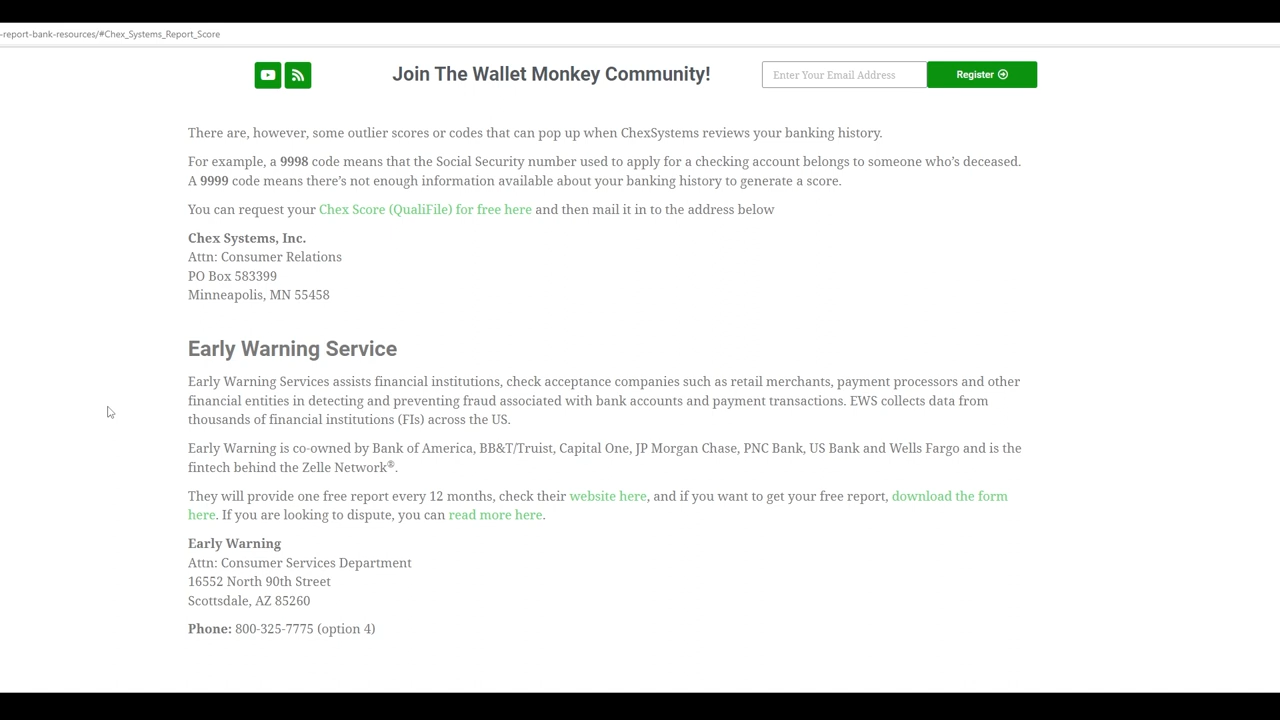 -report-bank-resources/#Chex_Systems_Report_Score
Join The Wallet Monkey Community!
Enter Your Email Address
Register
There are, however, some outlier scores or codes that can pop up when ChexSystems reviews your banking history.
For example, a 9998 code means that the Social Security number used to apply for a checking account belongs to someone who’s deceased.
A 9999 code means there’s not enough information available about your banking history to generate a score.
You can request your Chex Score (QualiFile) for free here and then mail it in to the address below
Chex Systems, Inc.
Attn: Consumer Relations
PO Box 583399
Minneapolis, MN 55458
Early Warning Service
Early Warning Services assists financial institutions, check acceptance companies such as retail merchants, payment processors and other
financial entities in detecting and preventing fraud associated with bank accounts and payment transactions. EWS collects data from
thousands of financial institutions (FIs) across the US.
Early Warning is co-owned by Bank of America, BB&T/Truist, Capital One, JP Morgan Chase, PNC Bank, US Bank and Wells Fargo and is the
fintech behind the Zelle Network®.
They will provide one free report every 12 months, check their website here, and if you want to get your free report, download the form
here. If you are looking to dispute, you can read more here.
Early Warning
Attn: Consumer Services Department
16552 North 90th Street
Scottsdale, AZ 85260
Phone: 800-325-7775 (option 4)